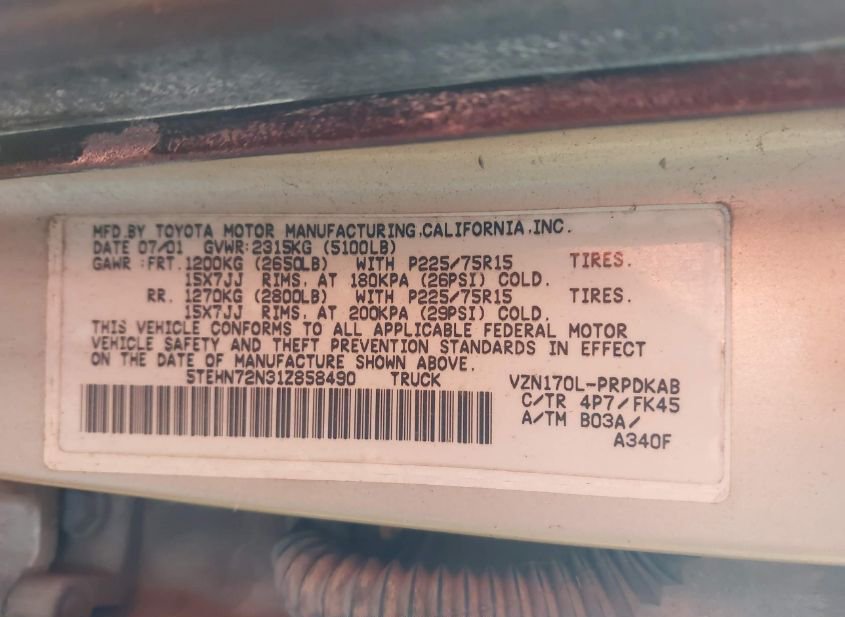 MFD.BY TOYOTA MOTOR MANUFACTURING,CALIFORNIA,INC.
DATE 07/01 GVWR:2315KG (5100LB)
GAWR:FRT.1200KG (2650LB) WITH P225/75R15 TIRES.
15X7JJ RIMS, AT 180KPA (26PSI) COLD.
RR. 1270KG (2800LB) WITH P225/75R15 TIRES.
15X7JJ RIMS, AT 200KPA (29PSI) COLD.
THIS VEHICLE CONFORMS TO ALL APPLICABLE FEDERAL MOTOR
VEHICLE SAFETY AND THEFT PREVENTION STANDARDS IN EFFECT
ON THE DATE OF MANUFACTURE SHOWN ABOVE.
5TEHN72N31Z858490 TRUCK VZN170L-PRPDKAB
C/TR 4P7/FK45
A/TM B03A/
A340F